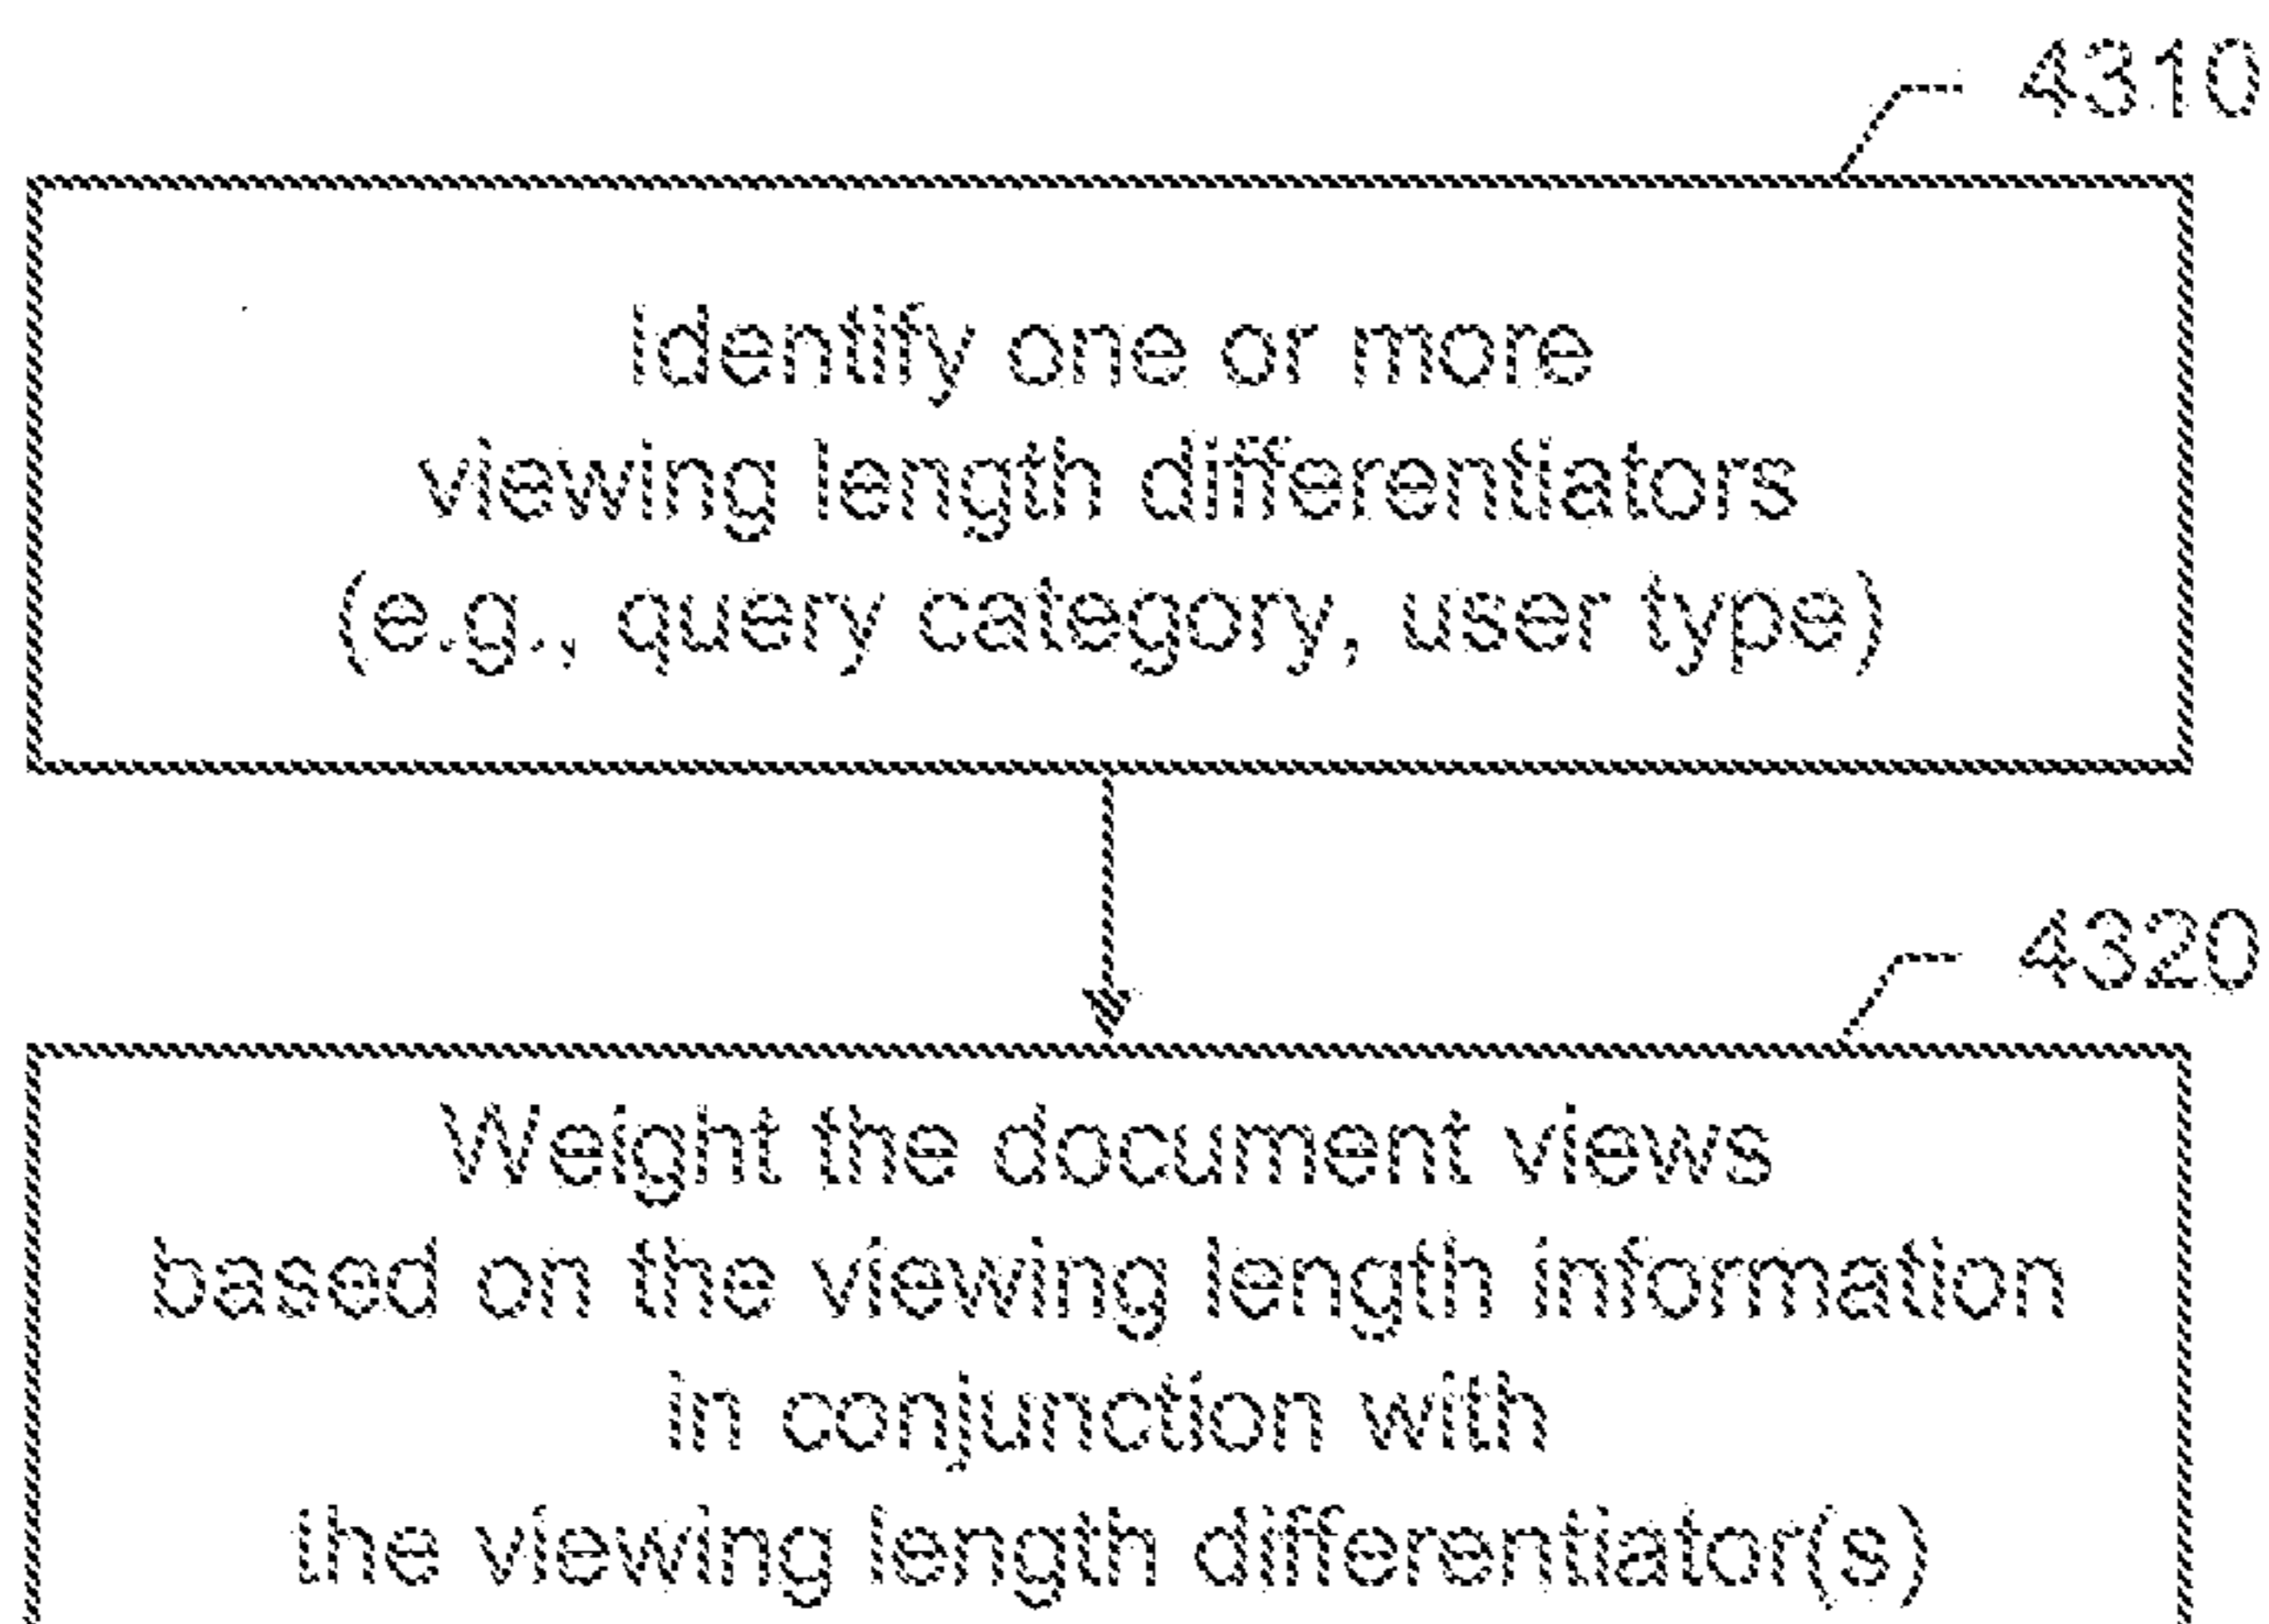 4310
Identify one or more
viewing length differentiators
(e.g., query category, user type)
4320
Weight the document views
based on the viewing length information
in conjunction with
the viewing length differentiator(s)